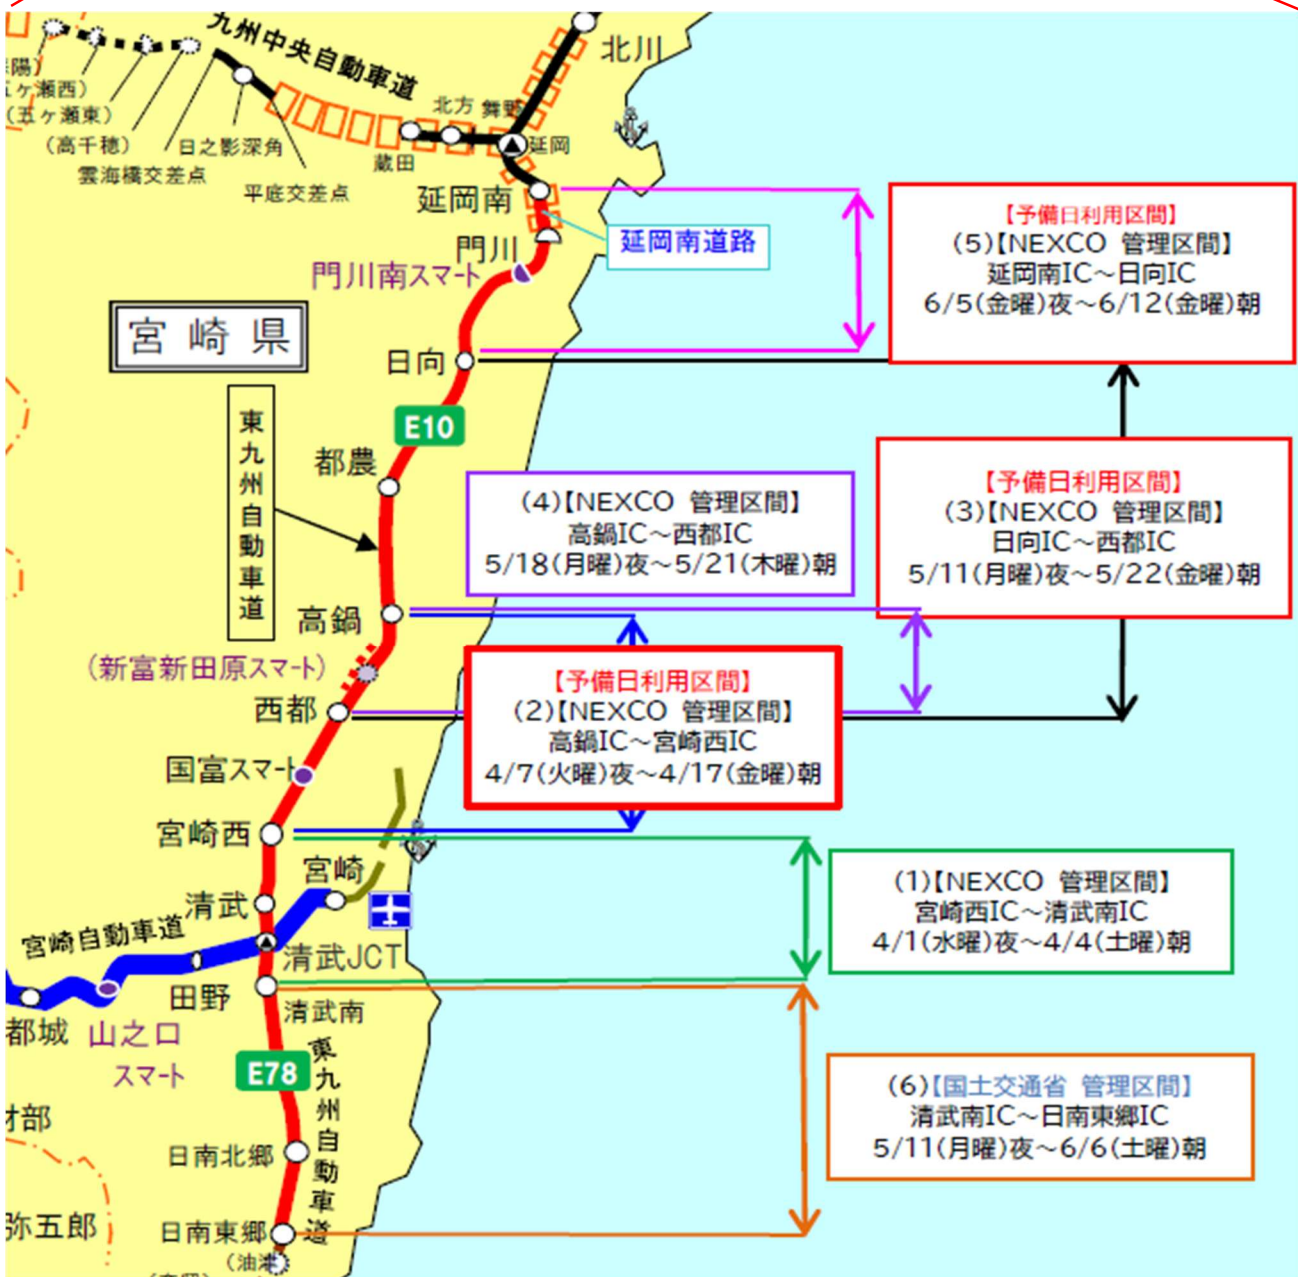 九州中央自動車道
北川
ヶ瀬西)
(五ヶ瀬東)
(高千穂)
雲海橋交差点
日之影深角
平底交差点
蔵田
北方
舞野
延岡
延岡南
延岡南道路
門川
門川南スマート
宮崎県
日向
E10
東九州自動車道
都農
高鍋
(新富新田原スマート)
西都
国富スマート
宮崎西
宮崎
清武
宮崎自動車道
清武JCT
田野
清武南
都城
山之口
スマート
E78
東九州自動車道
財部
日南北郷
弥五郎
日南東郷
(油津
【予備日利用区間】
(5)【NEXCO 管理区間】
延岡南IC～日向IC
6/5(金曜)夜～6/12(金曜)朝
【予備日利用区間】
(3)【NEXCO 管理区間】
日向IC～西都IC
5/11(月曜)夜～5/22(金曜)朝
(4)【NEXCO 管理区間】
高鍋IC～西都IC
5/18(月曜)夜～5/21(木曜)朝
【予備日利用区間】
(2)【NEXCO 管理区間】
高鍋IC～宮崎西IC
4/7(火曜)夜～4/17(金曜)朝
(1)【NEXCO 管理区間】
宮崎西IC～清武南IC
4/1(水曜)夜～4/4(土曜)朝
(6)【国土交通省 管理区間】
清武南IC～日南東郷IC
5/11(月曜)夜～6/6(土曜)朝